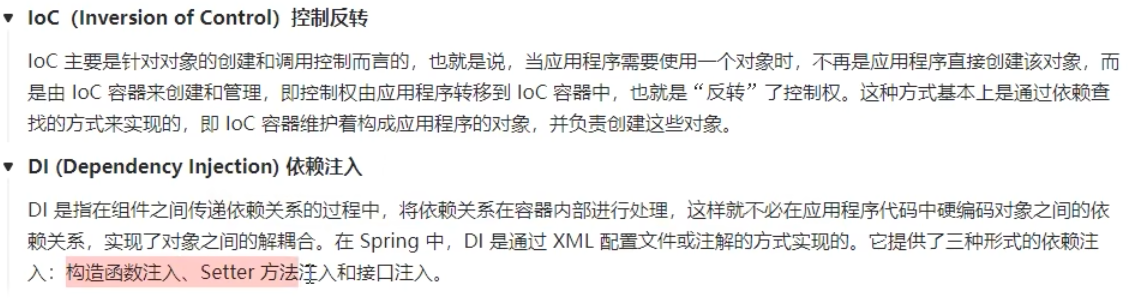 IoC（Inversion of Control）控制反转
IoC 主要是针对对象的创建和调用控制而言的，也就是说，当应用程序需要使用一个对象时，不再是应用程序直接创建该对象，而
是由 IoC 容器来创建和管理，即控制权由应用程序转移到 IoC 容器中，也就是“反转”了控制权。这种方式基本上是通过依赖查
找的方式来实现的，即 IoC 容器维护着构成应用程序的对象，并负责创建这些对象。
DI (Dependency Injection) 依赖注入
DI 是指在组件之间传递依赖关系的过程中，将依赖关系在容器内部进行处理，这样就不必在应用程序代码中硬编码对象之间的依
赖关系，实现了对象之间的解耦合。在 Spring 中，DI 是通过 XML 配置文件或注解的方式实现的。它提供了三种形式的依赖注
入：构造函数注入、Setter 方法注入和接口注入。